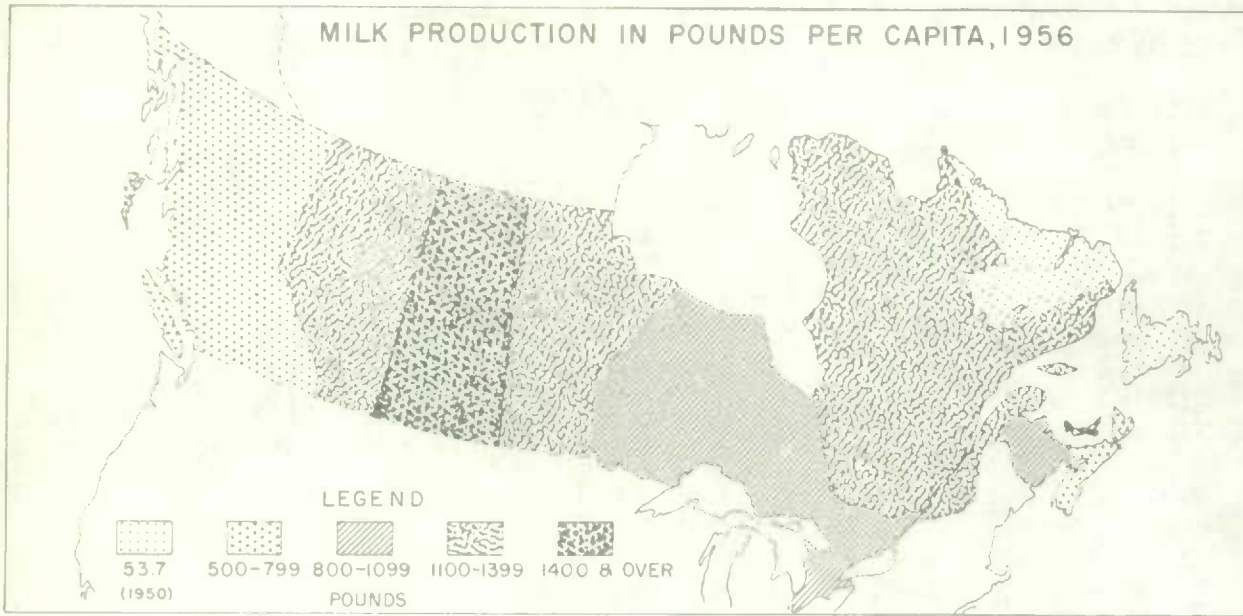 MILK PRODUCTION IN POUNDS PER CAPITA, 1956
LEGEND
53.7 500-799 800-1099 1100-1399 1400 & OVER
(1950) POUNDS